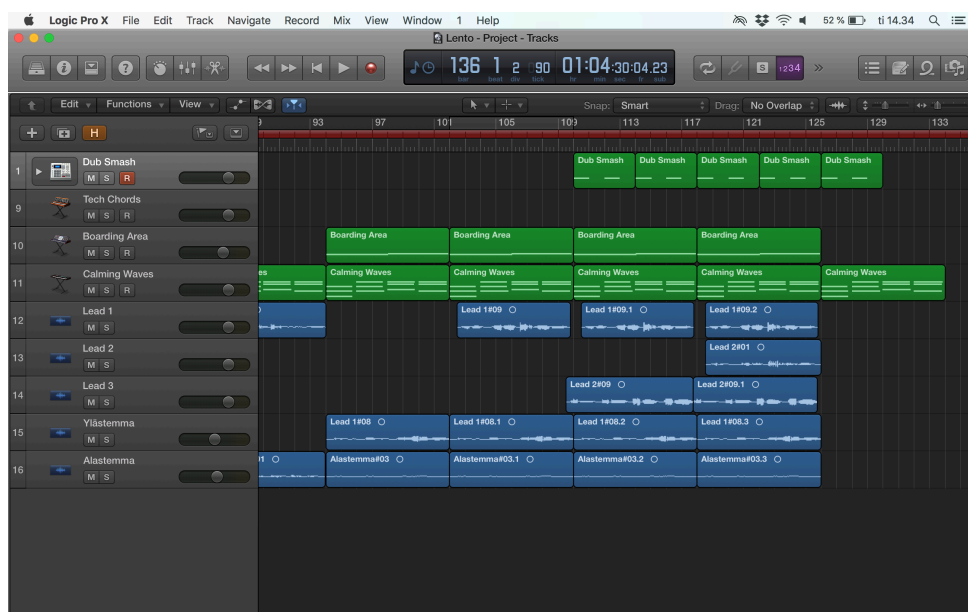 Logic Pro X File Edit Track Navigate Record Mix View Window 1 Help 52 % ti 14.34
Lento - Project - Tracks
136 1 2 90 01:04:30:04.23
bar beat div tick hr min sec fr sub
S 1234
Edit Functions View Snap: Smart Drag: No Overlap
H
93 97 101 105 109 113 117 121 125 129 133
1 Dub Smash Dub Smash Dub Smash Dub Smash Dub Smash Dub Smash
M S R
9 Tech Chords
M S R
10 Boarding Area Boarding Area Boarding Area Boarding Area Boarding Area
M S R
11 Calming Waves es Calming Waves Calming Waves Calming Waves Calming Waves Calming Waves
M S R
12 Lead 1 Lead 1#09 Lead 1#09.1 Lead 1#09.2
M S
13 Lead 2 Lead 2#01
M S
14 Lead 3 Lead 2#09 Lead 2#09.1
M S
15 Ylästemma Lead 1#08 Lead 1#08.1 Lead 1#08.2 Lead 1#08.3
M S
16 Alastemma Alastemma#03 Alastemma#03.1 Alastemma#03.2 Alastemma#03.3
M S